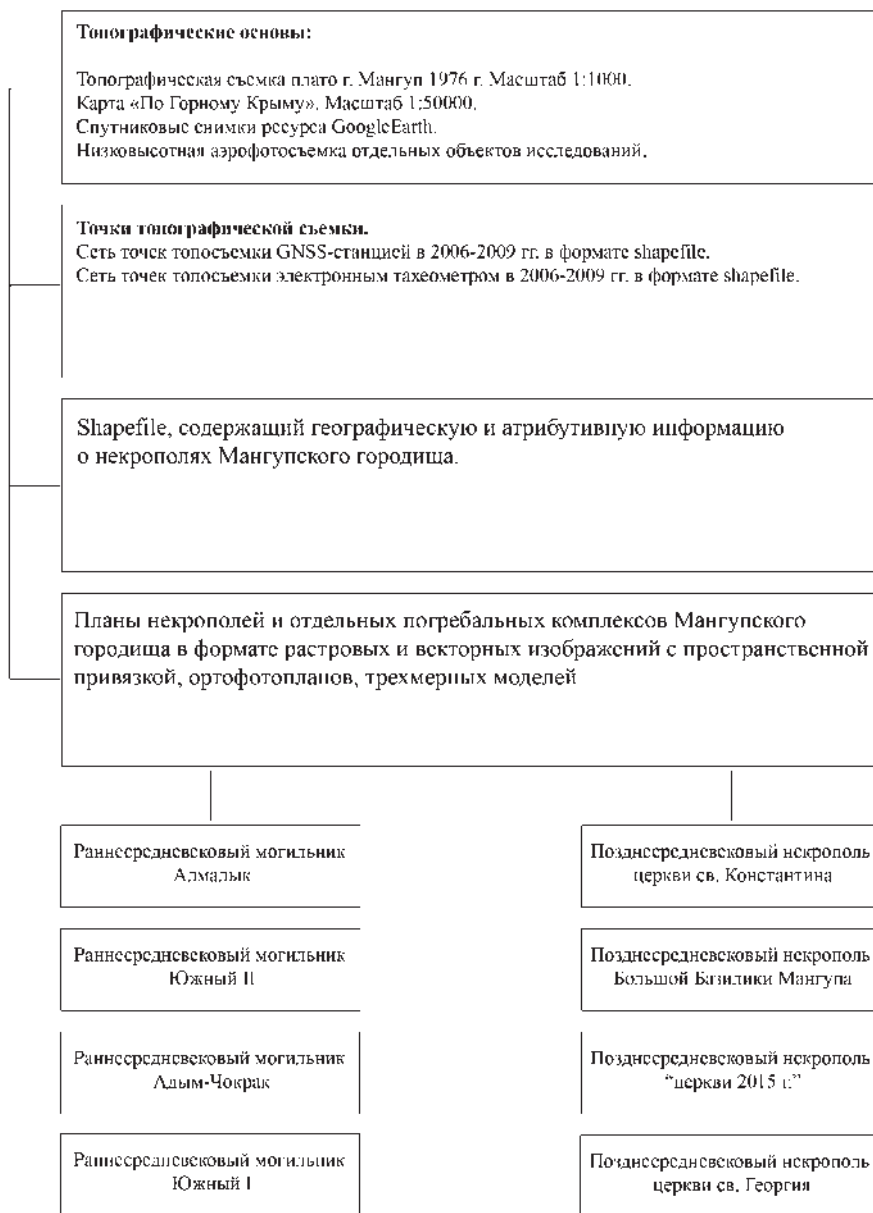 Топографические основы:
Топографическая съемка плато г. Мангуп 1976 г. Масштаб 1:1000.
Карта «По Горному Крыму». Масштаб 1:50000.
Спутниковые снимки ресурса GoogleEarth.
Низковысотная аэрофотосъемка отдельных объектов исследований.
Точки топографической съемки.
Сеть точек топосъемки GNSS-станцией в 2006-2009 гг. в формате shapefile.
Сеть точек топосъемки электронным тахеометром в 2006-2009 гг. в формате shapefile.
Shapefile, содержащий географическую и атрибутивную информацию
о некрополях Мангупского городища.
Планы некрополей и отдельных погребальных комплексов Мангупского
городища в формате растровых и векторных изображений с пространственной
привязкой, ортофотопланов, трехмерных моделей
Раннесредневековый могильник
Алмалык
Раннесредневековый могильник
Южный II
Раннесредневековый могильник
Адым-Чокрак
Раннесредневековый могильник
Южный I
Позднесредневековый некрополь
церкви св. Константина
Позднесредневековый некрополь
Большой Базилики Мангупа
Позднесредневековый некрополь
“церкви 2015 г.”
Позднесредневековый некрополь
церкви св. Георгия